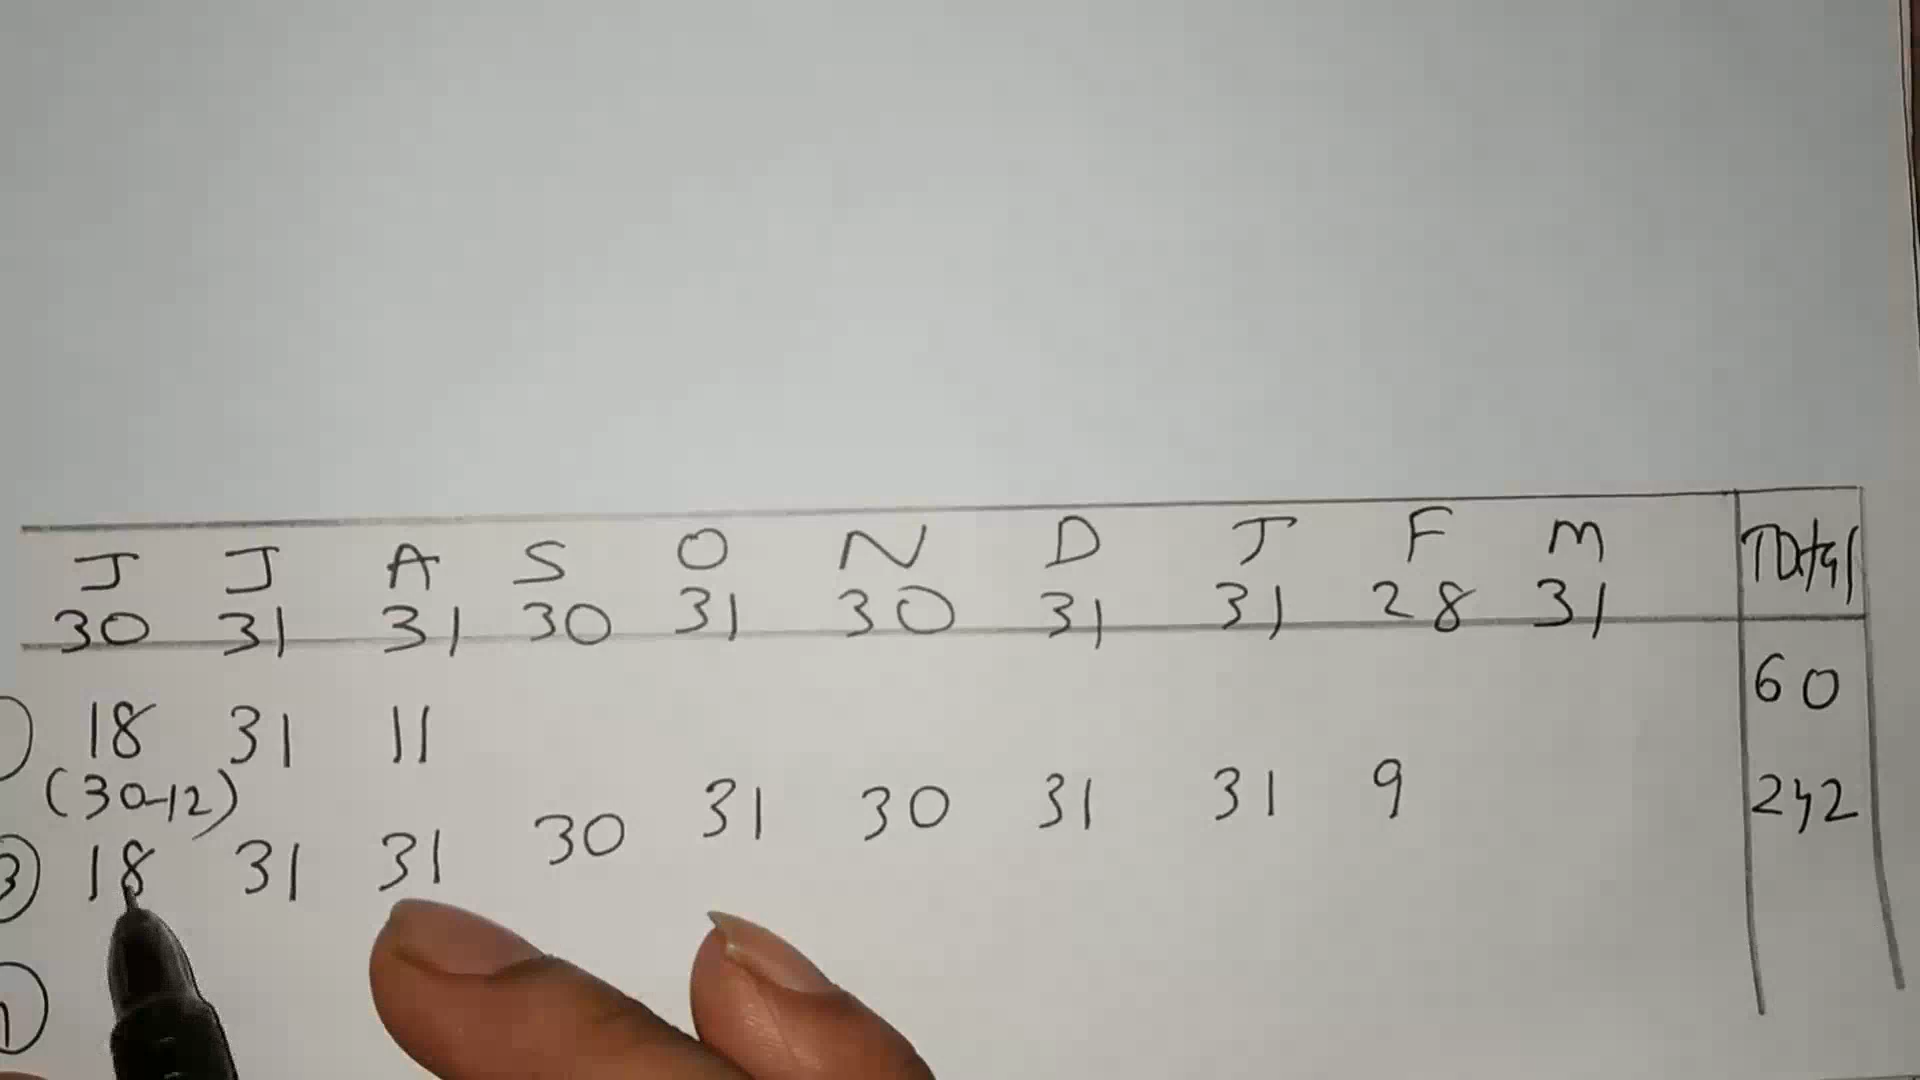 J J A S O N D J F M Total
30 31 31 30 31 30 31 31 28 31
18 31 11 60
(30-12)
3 18 31 31 30 31 30 31 31 9 242